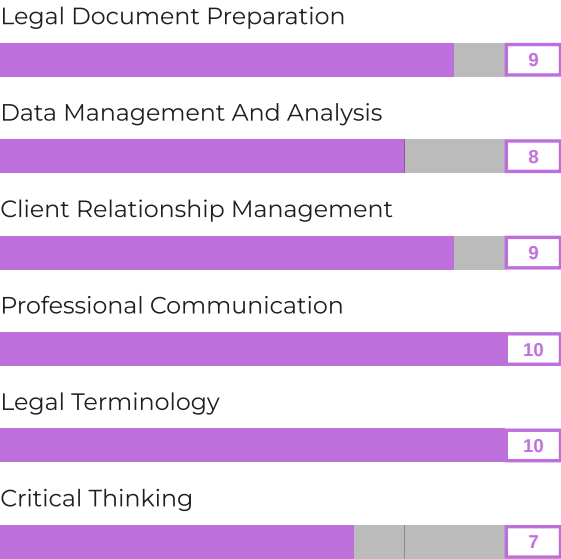 Legal Document Preparation
9
Data Management And Analysis
8
Client Relationship Management
9
Professional Communication
10
Legal Terminology
10
Critical Thinking
7